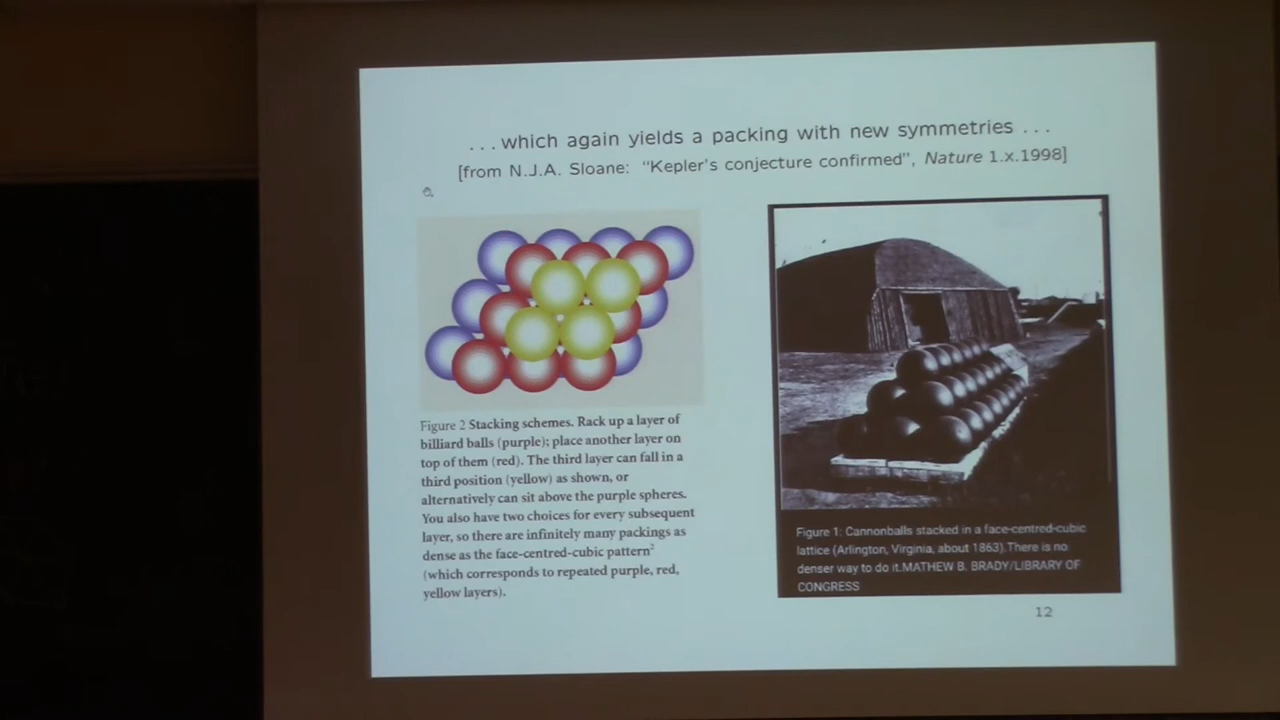 ...which again yields a packing with new symmetries ...
[from N.J.A. Sloane: “Kepler's conjecture confirmed”, Nature 1.x.1998]
Figure 2 Stacking schemes. Rack up a layer of
billiard balls (purple); place another layer on
top of them (red). The third layer can fall in a
third position (yellow) as shown, or
alternatively can sit above the purple spheres.
You also have two choices for every subsequent
layer, so there are infinitely many packings as
dense as the face-centred-cubic pattern²
(which corresponds to repeated purple, red,
yellow layers).
Figure 1: Cannonballs stacked in a face-centred-cubic
lattice (Arlington, Virginia, about 1863).There is no
denser way to do it.MATHEW B. BRADY/LIBRARY OF
CONGRESS
12